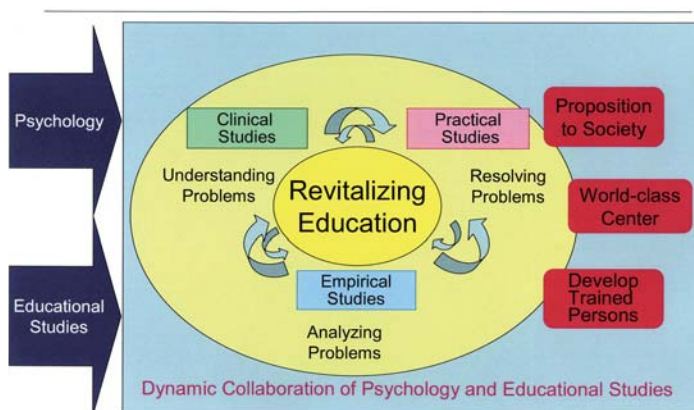 Psychology
Educational
Studies
Clinical
Studies
Practical
Studies
Understanding
Problems
Resolving
Problems
Revitalizing
Education
Empirical
Studies
Analyzing
Problems
Proposition
to Society
World-class
Center
Develop
Trained
Persons
Dynamic Collaboration of Psychology and Educational Studies